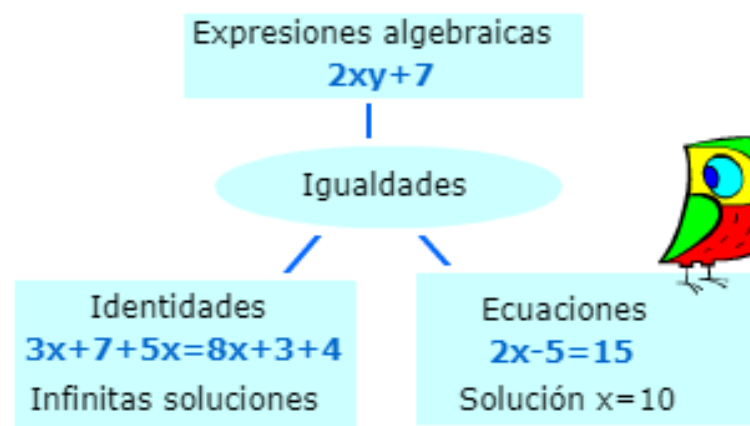 Expresiones algebraicas
2xy+7
Igualdades
Identidades
3x+7+5x=8x+3+4
Infinitas soluciones
Ecuaciones
2x-5=15
Solución x=10